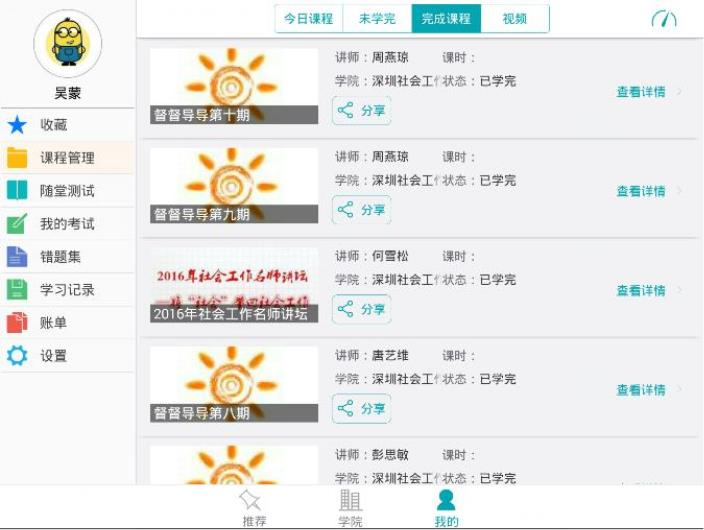 今日课程 未学完 完成课程 视频
吴蒙
收藏
课程管理
随堂测试
我的考试
错题集
学习记录
账单
设置
讲师：周燕琼 课时：
学院：深圳社会工 状态：已学完
分享
查看详情
督督导导第十期
讲师：周燕琼 课时：
学院：深圳社会工 状态：已学完
分享
查看详情
督督导导第九期
2016年社会工作名师讲坛
2016年社会工作名师讲坛
讲师：何雪松 课时：
学院：深圳社会工 状态：已学完
分享
查看详情
讲师：唐艺维 课时：
学院：深圳社会工 状态：已学完
分享
查看详情
督督导导第八期
讲师：彭思敏 课时：
学院：深圳社会工 状态：已学完
推荐 学院 我的